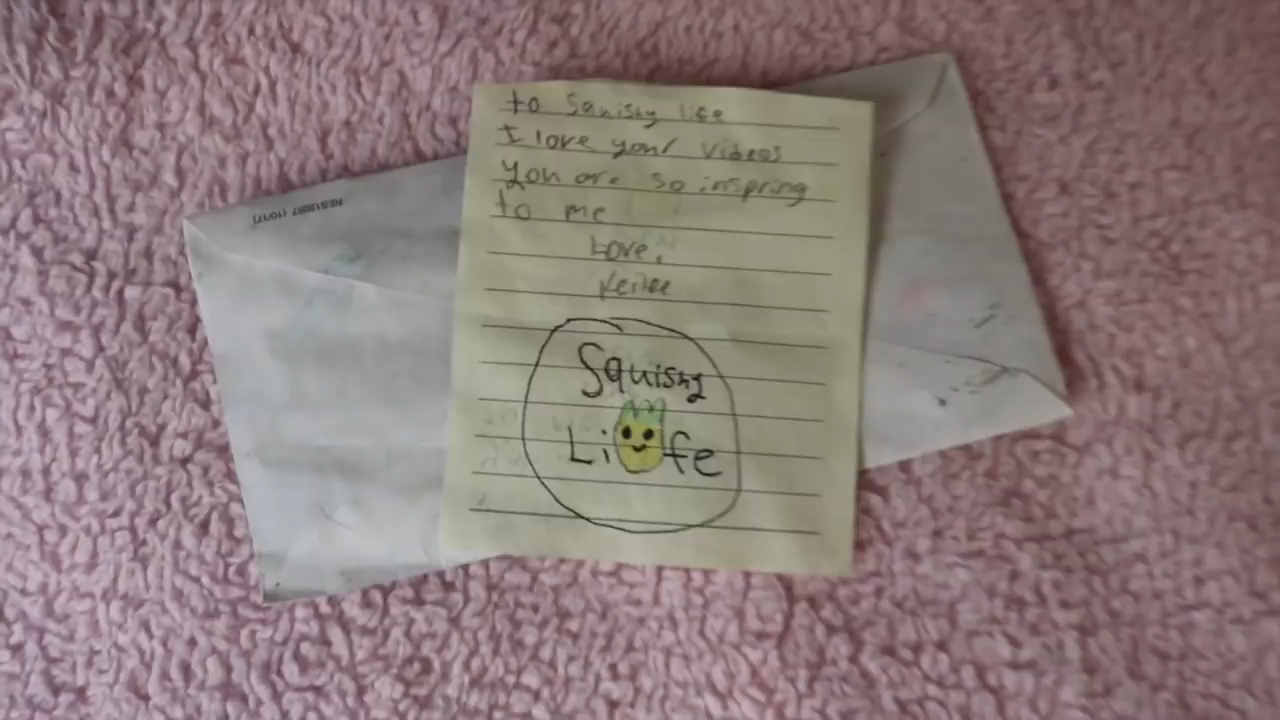 to Squishy life
I love your videos
you are so inspring
to me
Love,
Squishy
Life